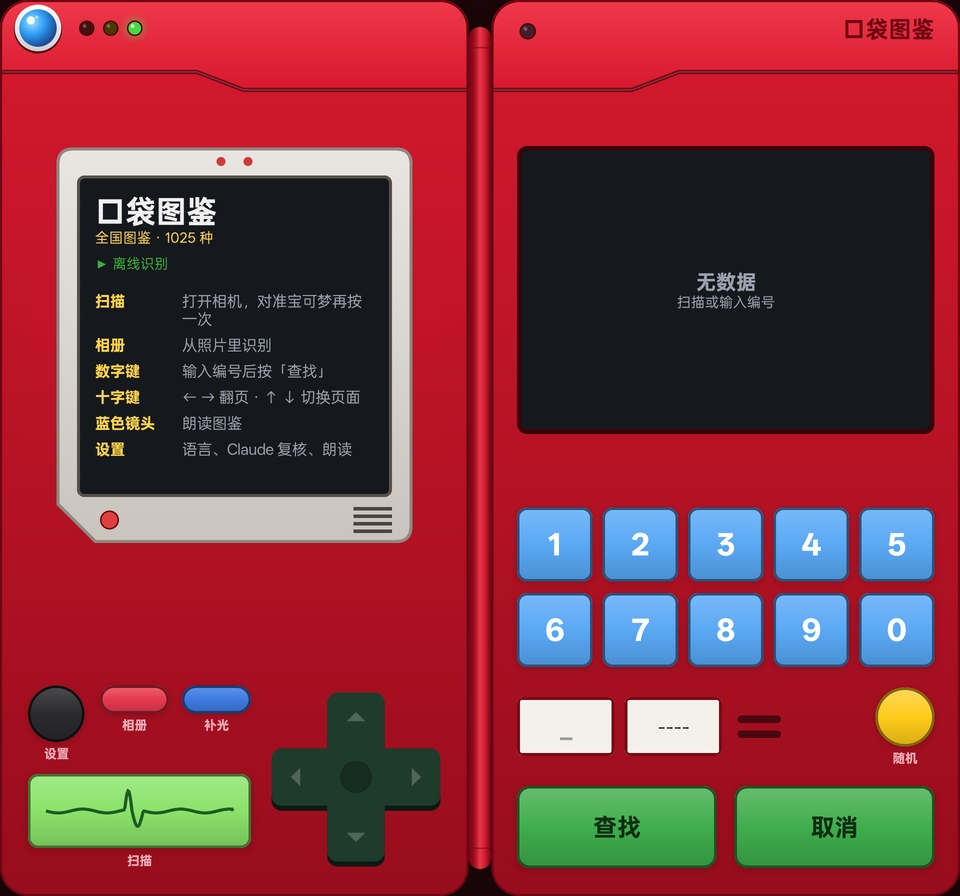 口袋图鉴
全国图鉴 · 1025 种
► 离线识别
扫描 打开相机，对准宝可梦再按
一次
相册 从照片里识别
数字键 输入编号后按「查找」
十字键 ← → 翻页 · ↑ ↓ 切换页面
蓝色镜头 朗读图鉴
设置 语言、Claude 复核、朗读
设置
相册
补光
扫描
口袋图鉴
无数据
扫描或输入编号
1 2 3 4 5
6 7 8 9 0
_ ----
随机
查找 取消